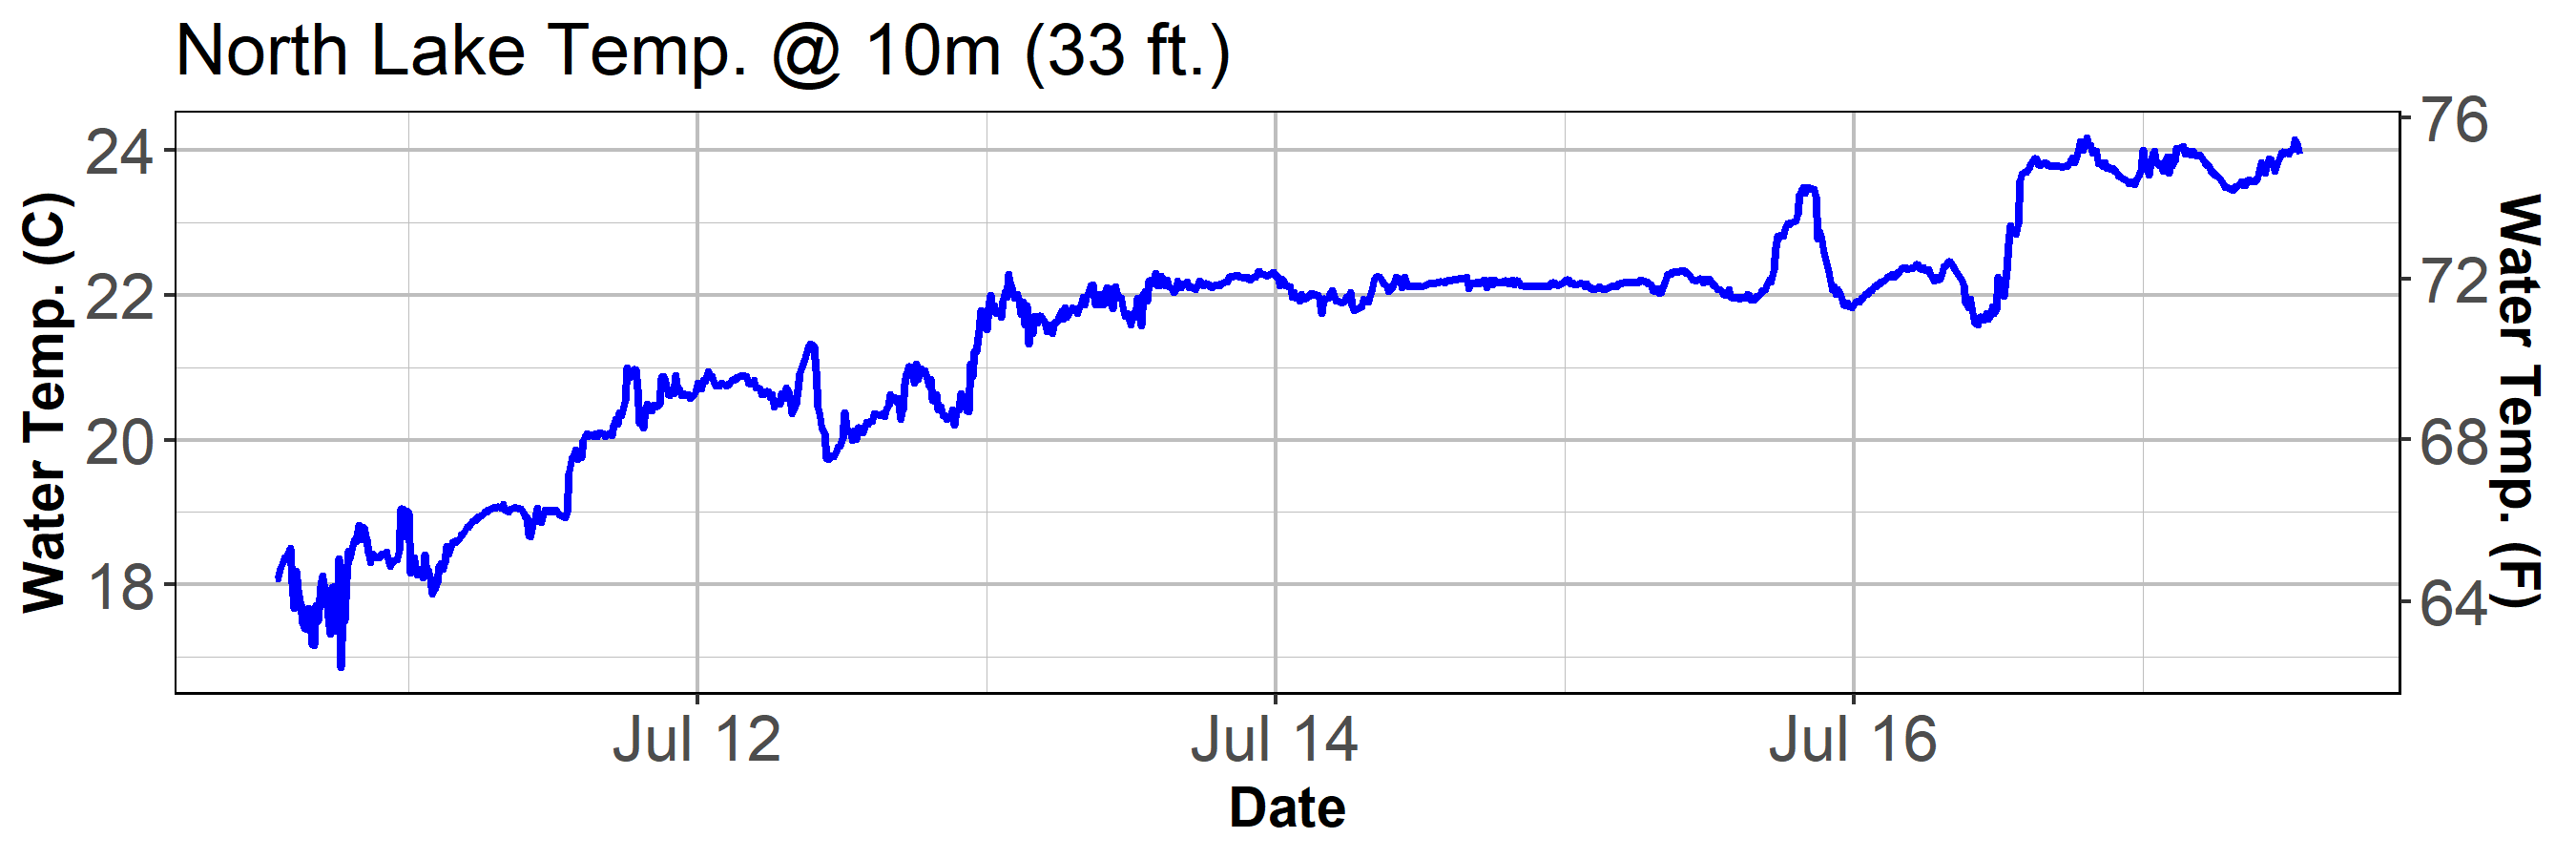 North Lake Temp. @ 10m (33 ft.)
Water Temp. (C)
24
22
20
18
76
72
68
64
Water Temp. (F)
Jul 12 Jul 14 Jul 16
Date